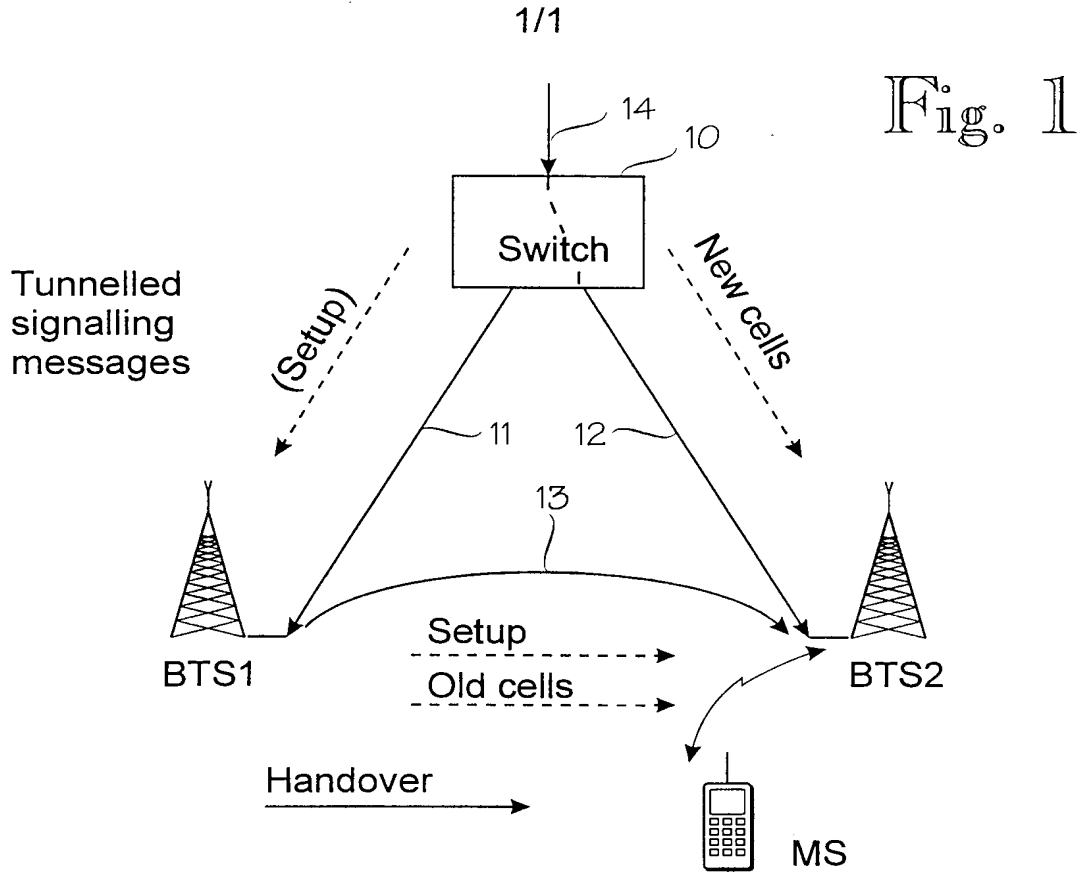 1/1
Fig. 1
14
10
Switch
Tunnelled
signalling
messages
(Setup)
New cells
11
12
13
BTS1
Setup
Old cells
BTS2
Handover
MS